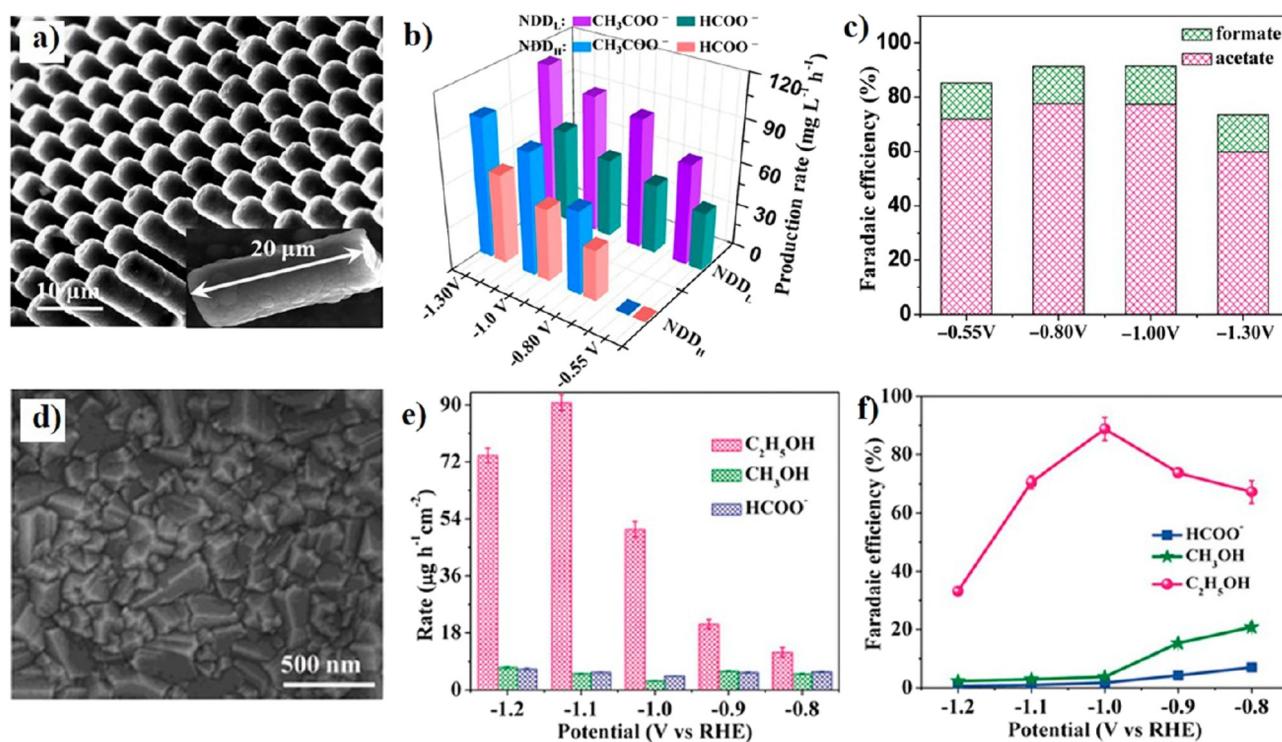 a)
20 µm
10 µm
b)
NDD_L: CH₃COO⁻ HCOO⁻
NDD_H: CH₃COO⁻ HCOO⁻
120
90
60
30
0
Production rate (mg L⁻¹ h⁻¹)
-1.30V
-1.0 V
-0.80 V
-0.55 V
NDD_L
NDD_H
c)
formate
acetate
Faradaic efficiency (%)
100
80
60
40
20
0
−0.55V −0.80V −1.00V −1.30V
d)
500 nm
e)
C₂H₅OH
CH₃OH
HCOO⁻
Rate (µg h⁻¹cm⁻²)
90
72
54
36
18
0
-1.2 -1.1 -1.0 -0.9 -0.8
Potential (V vs RHE)
f)
HCOO⁻
CH₃OH
C₂H₅OH
Faradaic efficiency (%)
100
80
60
40
20
0
-1.2 -1.1 -1.0 -0.9 -0.8
Potential (V vs RHE)